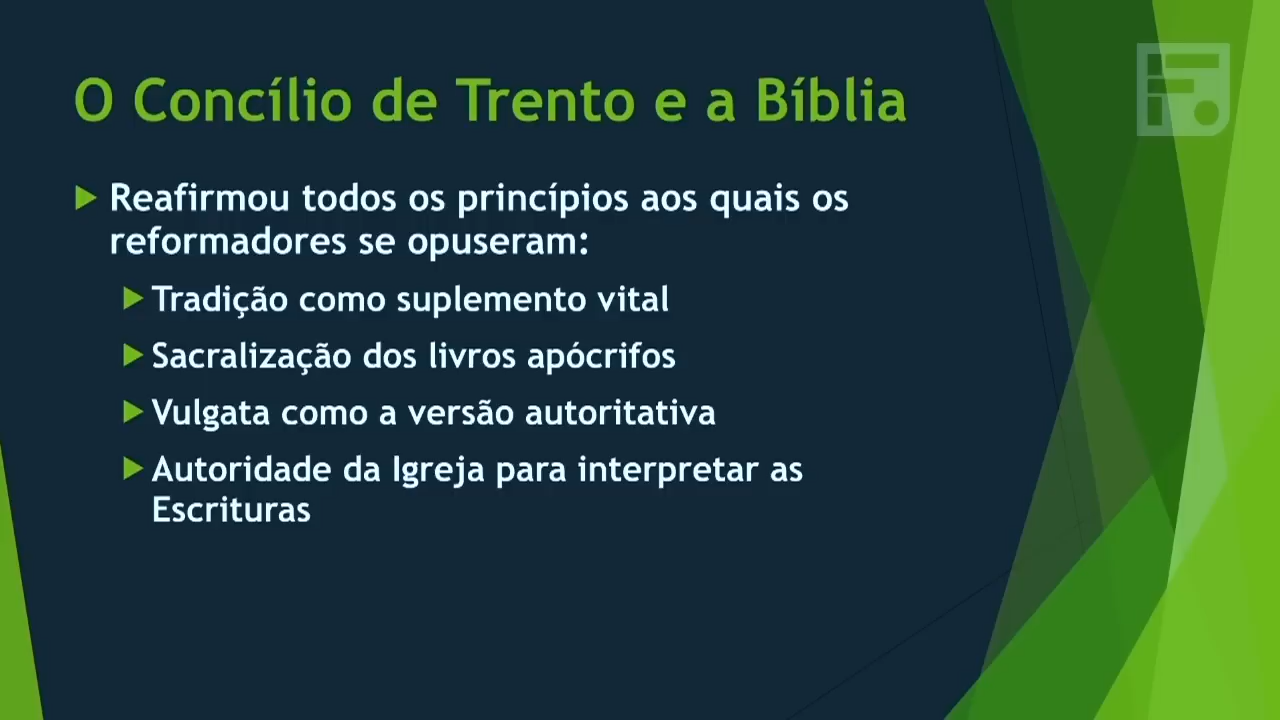 O Concílio de Trento e a Bíblia
Reafirmou todos os princípios aos quais os
reformadores se opuseram:
Tradição como suplemento vital
Sacralização dos livros apócrifos
Vulgata como a versão autoritativa
Autoridade da Igreja para interpretar as
Escrituras